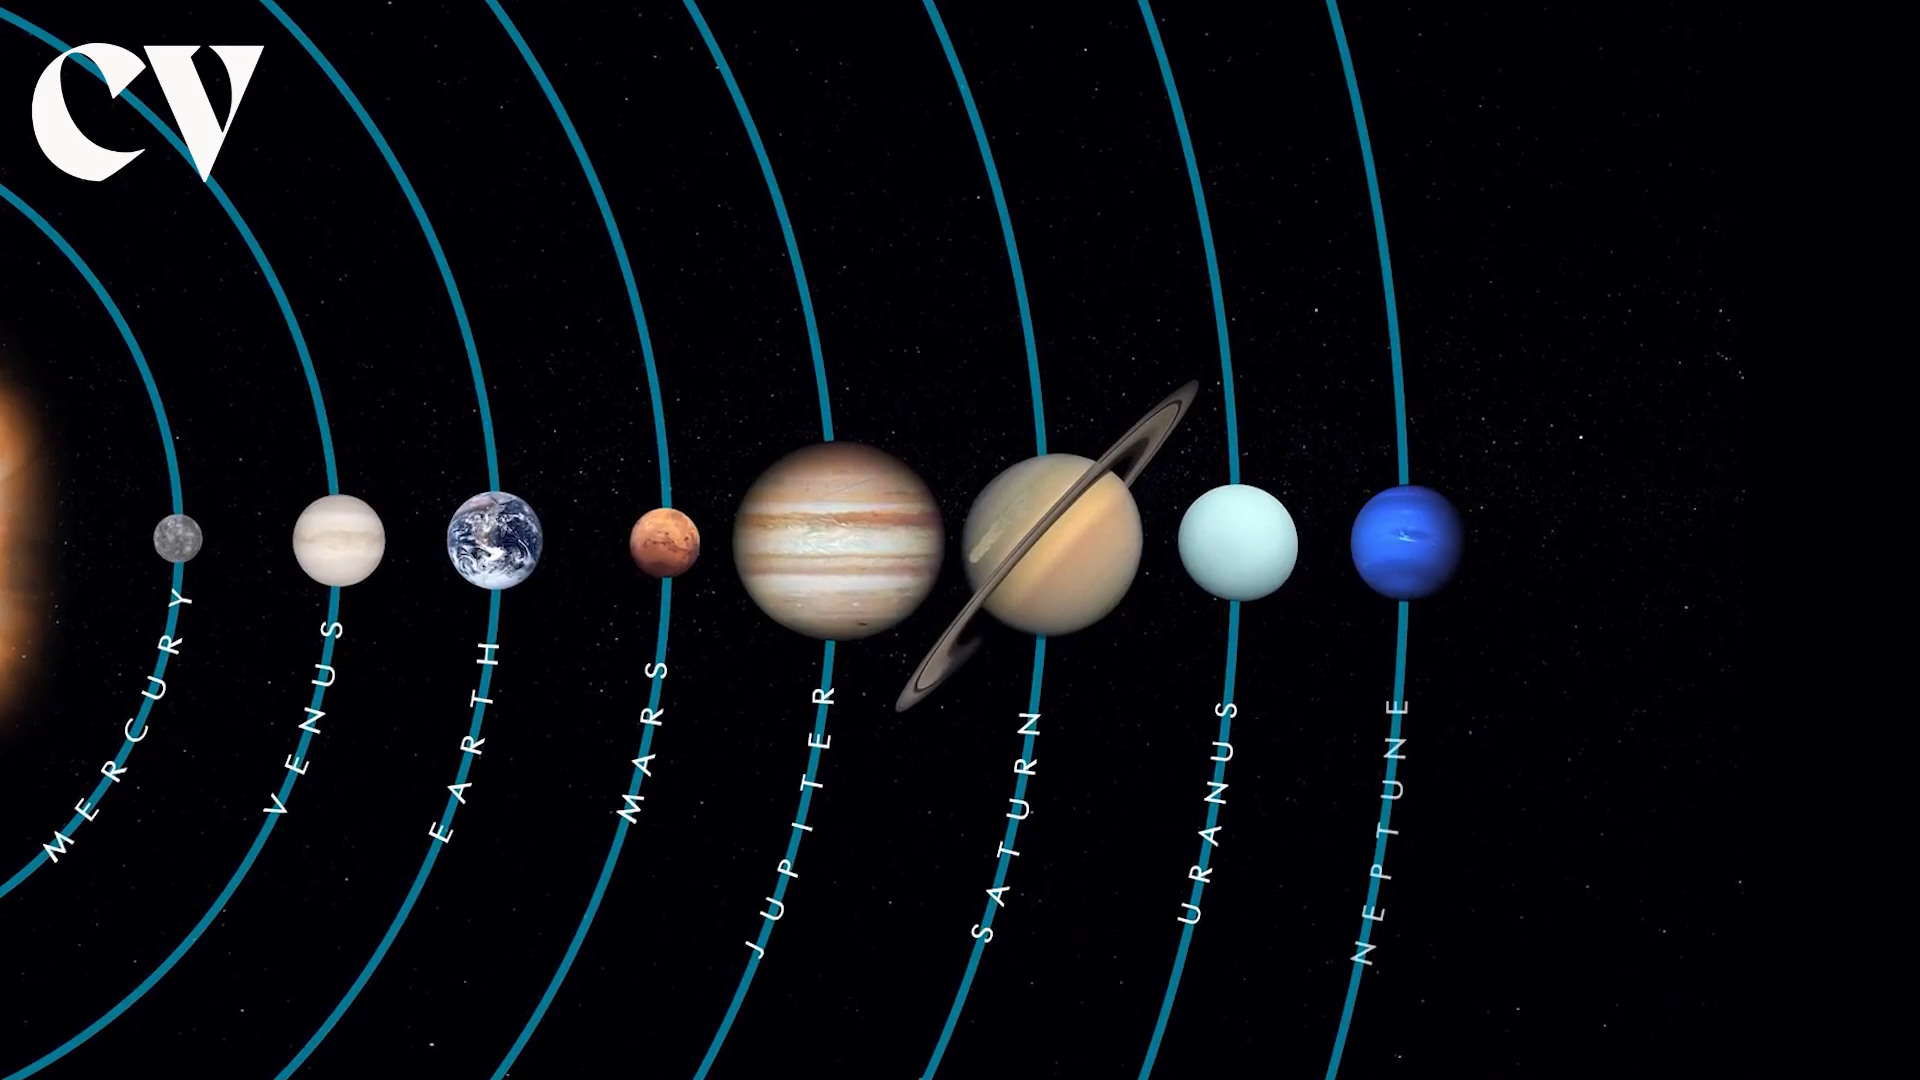 CV
MERCURY
VENUS
EARTH
MARS
JUPITER
SATURN
URANUS
NEPTUNE